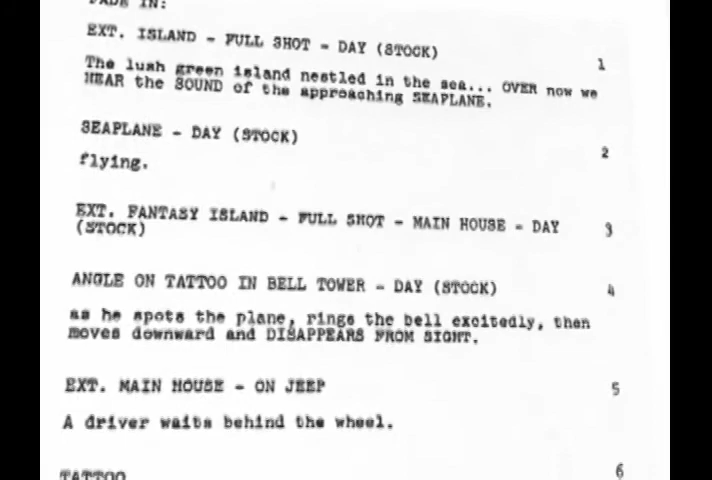 FADE IN:
EXT. ISLAND - FULL SHOT - DAY (STOCK) 1
The lush green island nestled in the sea... OVER now we
HEAR the SOUND of the approaching SEAPLANE.
SEAPLANE - DAY (STOCK) 2
flying.
EXT. FANTASY ISLAND - FULL SHOT - MAIN HOUSE - DAY 3
(STOCK)
ANGLE ON TATTOO IN BELL TOWER - DAY (STOCK) 4
as he spots the plane, rings the bell excitedly, then
moves downward and DISAPPEARS FROM SIGHT.
EXT. MAIN HOUSE - ON JEEP 5
A driver waits behind the wheel.
TATTOO 6